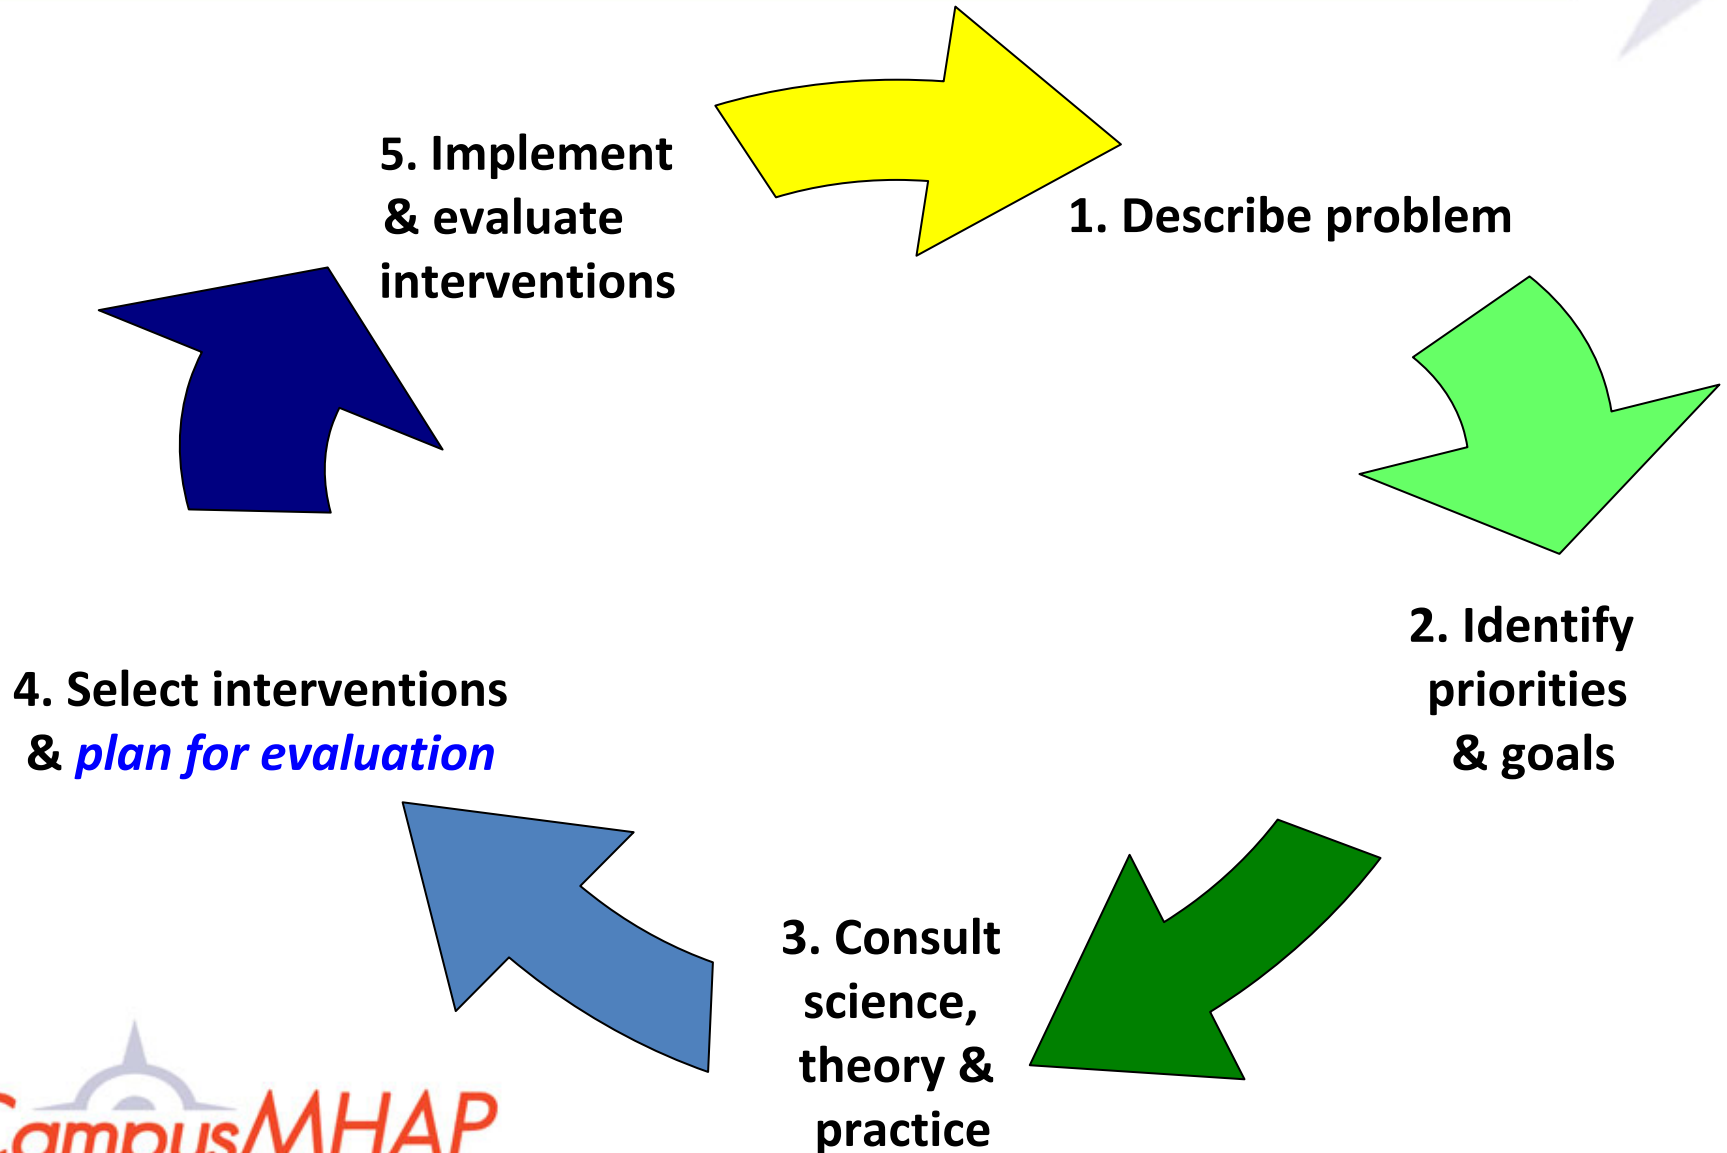 1. Describe problem
2. Identify
priorities
& goals
3. Consult
science,
theory &
practice
4. Select interventions
& plan for evaluation
5. Implement
& evaluate
interventions
CampusMHAP